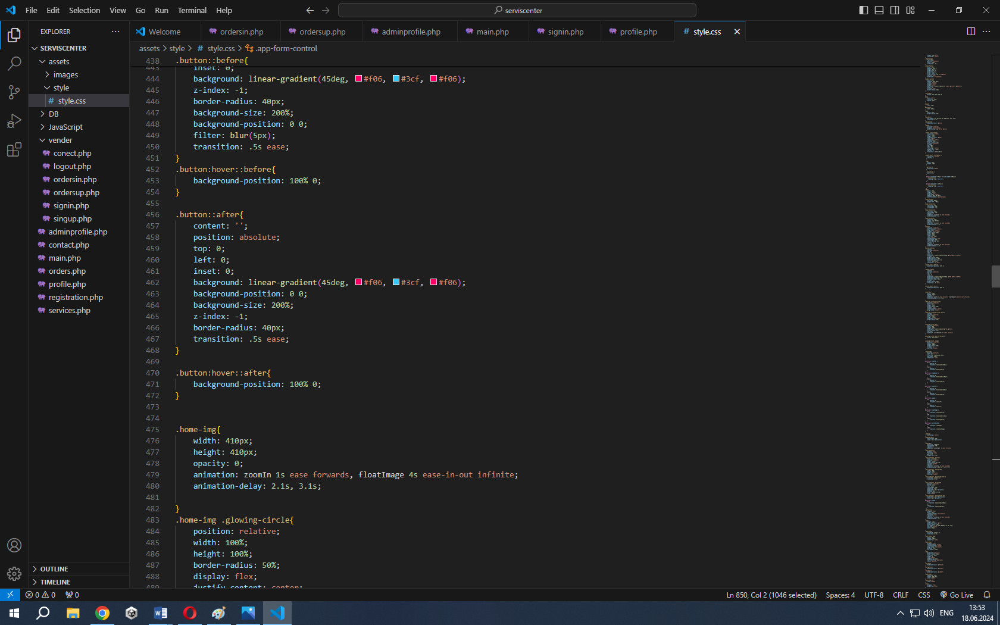 File Edit Selection View Go Run Terminal Help
serviscenter
EXPLORER
SERVISCENTER
assets
images
style
# style.css
DB
JavaScript
vender
conect.php
logout.php
ordersin.php
ordersup.php
signin.php
singup.php
adminprofile.php
contact.php
main.php
orders.php
profile.php
registration.php
services.php
OUTLINE
TIMELINE
Welcome ordersin.php ordersup.php adminprofile.php main.php signin.php profile.php # style.css
assets > style > # style.css > .app-form-control
438 .button::before{
443 inset: 0;
444 background: linear-gradient(45deg, #f06, #3cf, #f06);
445 z-index: -1;
446 border-radius: 40px;
447 background-size: 200%;
448 background-position: 0 0;
449 filter: blur(5px);
450 transition: .5s ease;
451 }
452 .button:hover::before{
453 background-position: 100% 0;
454 }
455
456 .button::after{
457 content: '';
458 position: absolute;
459 top: 0;
460 left: 0;
461 inset: 0;
462 background: linear-gradient(45deg, #f06, #3cf, #f06);
463 background-position: 0 0;
464 background-size: 200%;
465 z-index: -1;
466 border-radius: 40px;
467 transition: .5s ease;
468 }
469
470 .button:hover::after{
471 background-position: 100% 0;
472 }
473
474
475 .home-img{
476 width: 410px;
477 height: 410px;
478 opacity: 0;
479 animation: zoomIn 1s ease forwards, floatImage 4s ease-in-out infinite;
480 animation-delay: 2.1s, 3.1s;
481
482 }
483 .home-img .glowing-circle{
484 position: relative;
485 width: 100%;
486 height: 100%;
487 border-radius: 50%;
488 display: flex;
489 justify-content: center;
0 0 0
Ln 850, Col 2 (1046 selected) Spaces: 4 UTF-8 CRLF CSS Go Live
ENG
13:53
18.06.2024